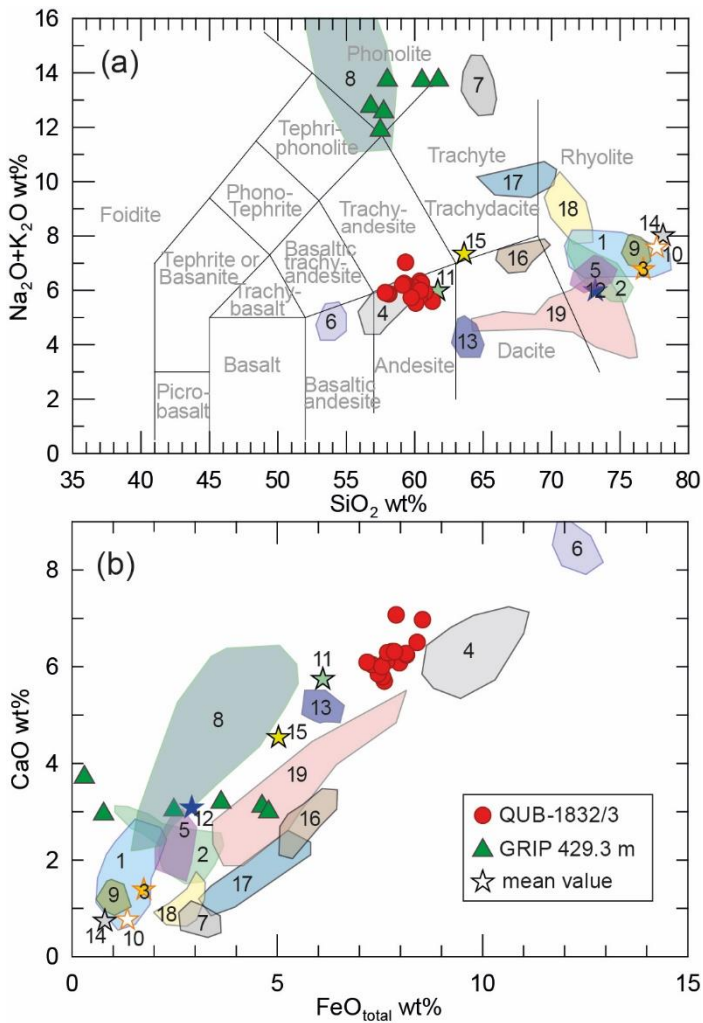 (a)
Na₂O+K₂O wt%
16
14
12
10
8
6
4
2
0
Phonolite
8
7
Tephri-
phonolite
Trachyte
Rhyolite
17
Foidite
Phono-
Tephrite
Trachy-
andesite
Trachydacite
18
14
1
9
10
15
16
Tephrite or
Basanite
Basaltic
trachy-
andesite
Trachy-
basalt
11
5
3
12
2
6
4
19
13
Dacite
Basalt
Andesite
Picro-
basalt
Basaltic
andesite
35 40 45 50 55 60 65 70 75 80
SiO₂ wt%
(b)
CaO wt%
8
6
4
2
0
6
4
11
13
8
15
19
12
16
5
1
2
17
9
3
18
7
14
10
QUB-1832/3
GRIP 429.3 m
mean value
0 5 10 15
FeOtotal wt%